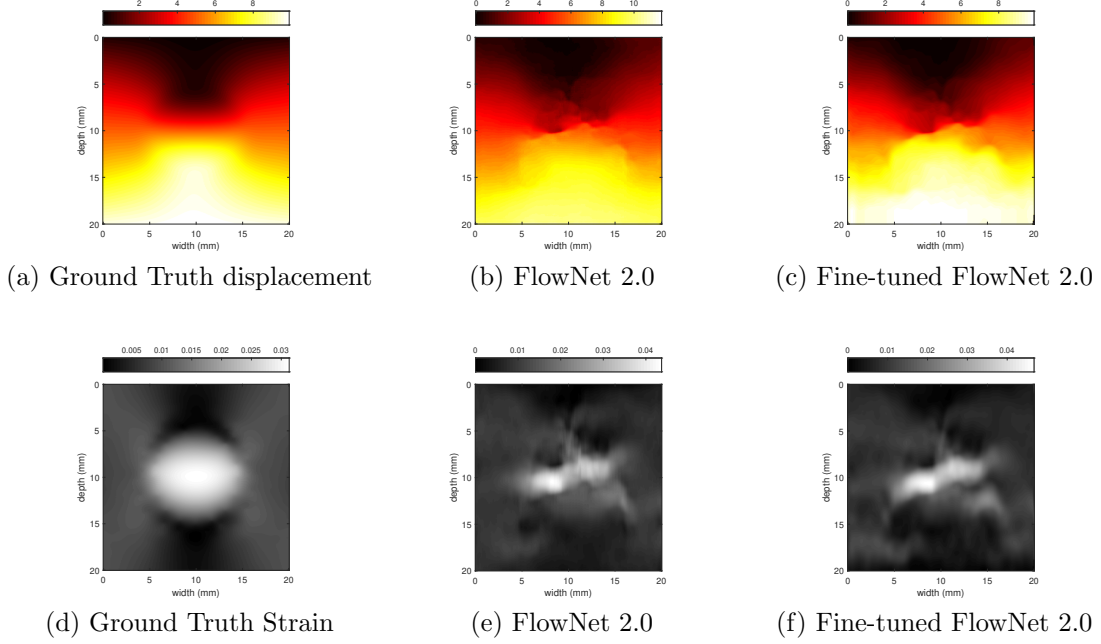 2 4 6 8
0 2 4 6 8 10
0 2 4 6 8
0
5
10
15
20
depth (mm)
0 5 10 15 20
width (mm)
0
5
10
15
20
depth (mm)
0 5 10 15 20
width (mm)
0
5
10
15
20
depth (mm)
0 5 10 15 20
width (mm)
(a) Ground Truth displacement
(b) FlowNet 2.0
(c) Fine-tuned FlowNet 2.0
0.005 0.01 0.015 0.02 0.025 0.03
0 0.01 0.02 0.03 0.04
0 0.01 0.02 0.03 0.04
0
5
10
15
20
depth (mm)
0 5 10 15 20
width (mm)
0
5
10
15
20
depth (mm)
0 5 10 15 20
width (mm)
0
5
10
15
20
depth (mm)
0 5 10 15 20
width (mm)
(d) Ground Truth Strain
(e) FlowNet 2.0
(f) Fine-tuned FlowNet 2.0